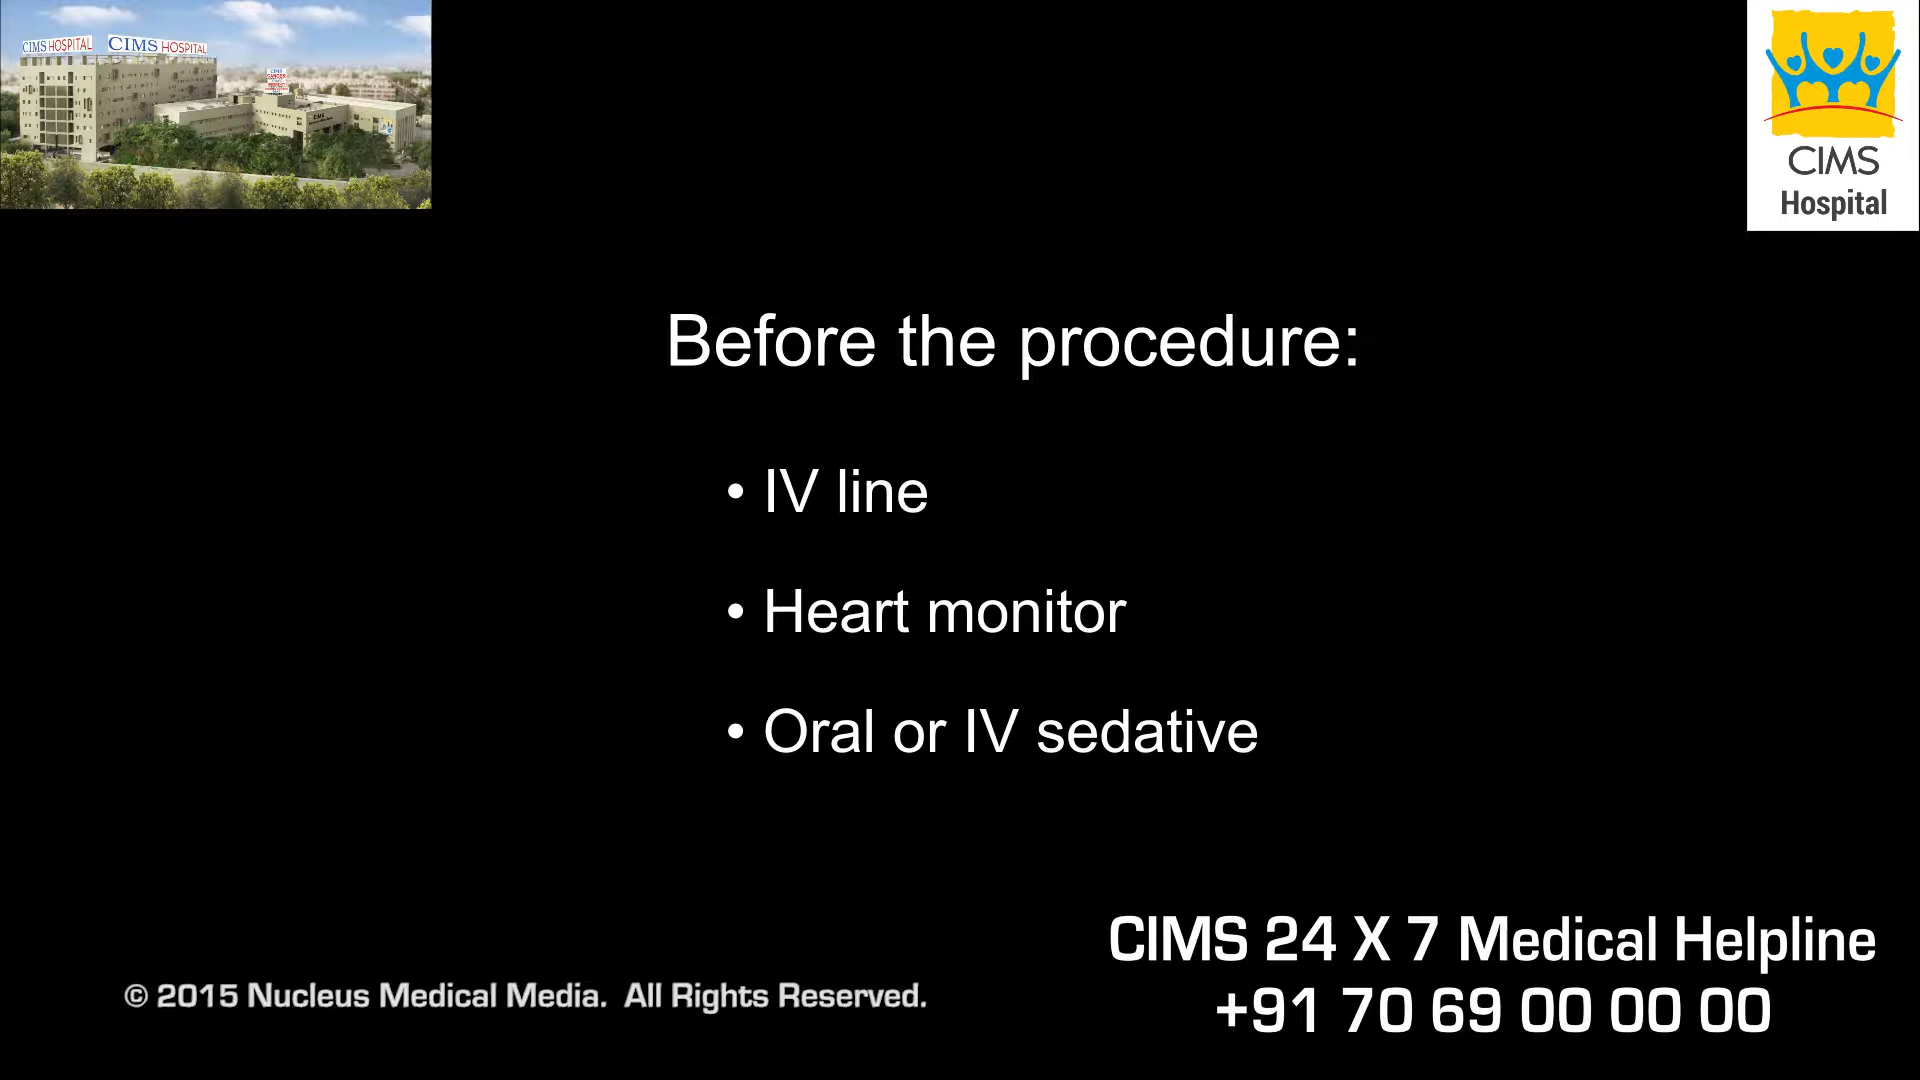 CIMS HOSPITAL CIMS HOSPITAL
CIMS
CIMS
Hospital
Before the procedure:
• IV line
• Heart monitor
• Oral or IV sedative
CIMS 24 X 7 Medical Helpline
+91 70 69 00 00 00
© 2015 Nucleus Medical Media. All Rights Reserved.